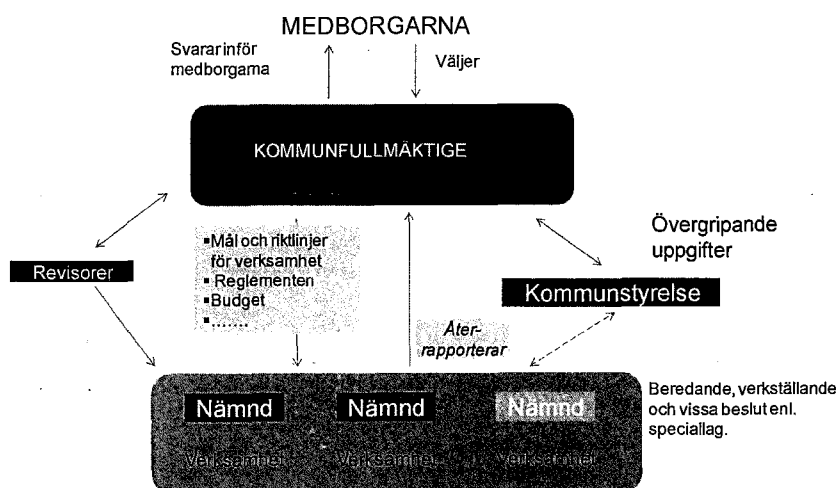 MEDBORGARNA
Svarar inför
medborgarna
Väljer
KOMMUNFULLMÄKTIGE
▪Mål och riktlinjer
för verksamhet
▪ Reglementen
▪Budget
▪.......
Övergripande
uppgifter
Revisorer
Kommunstyrelse
Åter-
rapporterar
Nämnd Nämnd Nämnd
Verksamhet Verksamhet Verksamhet
Beredande, verkställande
och vissa beslut enl.
speciallag.